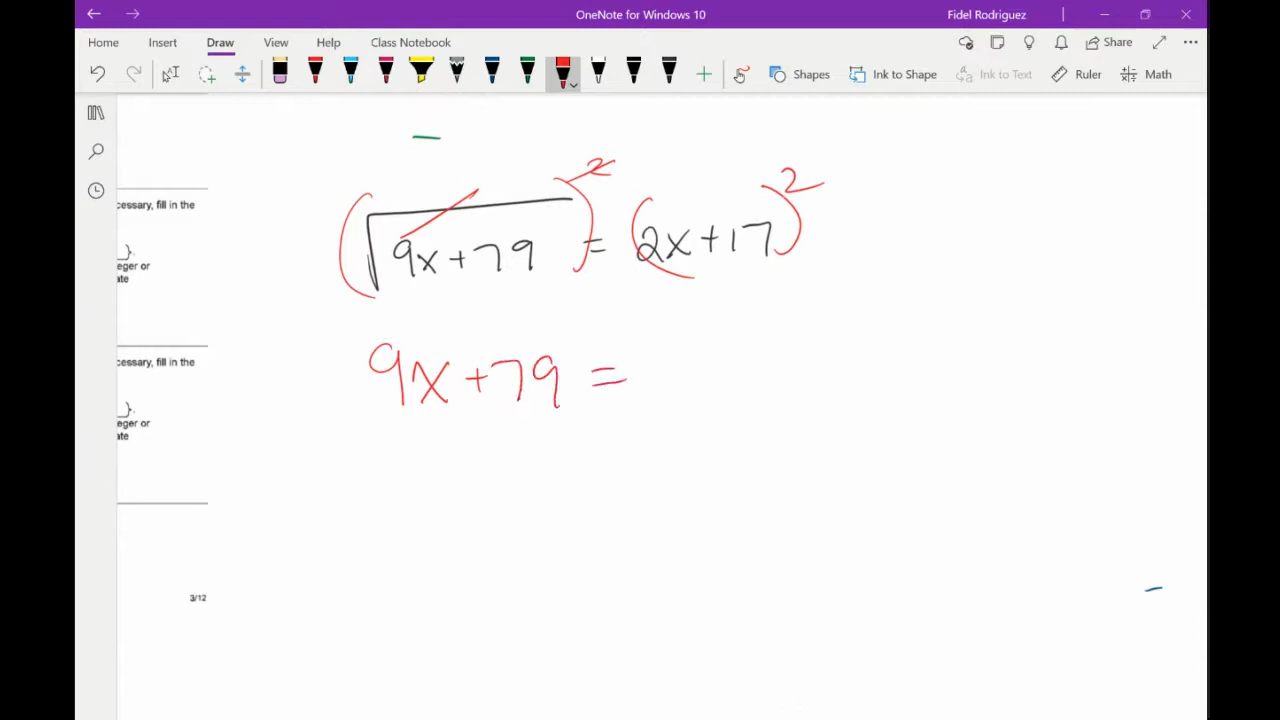 OneNote for Windows 10
Fidel Rodriguez
Home Insert Draw View Help Class Notebook
Share
Shapes Ink to Shape Ink to Text Ruler Math
cessary, fill in the
}.
eger or
ate
cessary, fill in the
_}.
eger or
ate
3/12
(√9x+79)² = (2x+17)²
9x+79 =